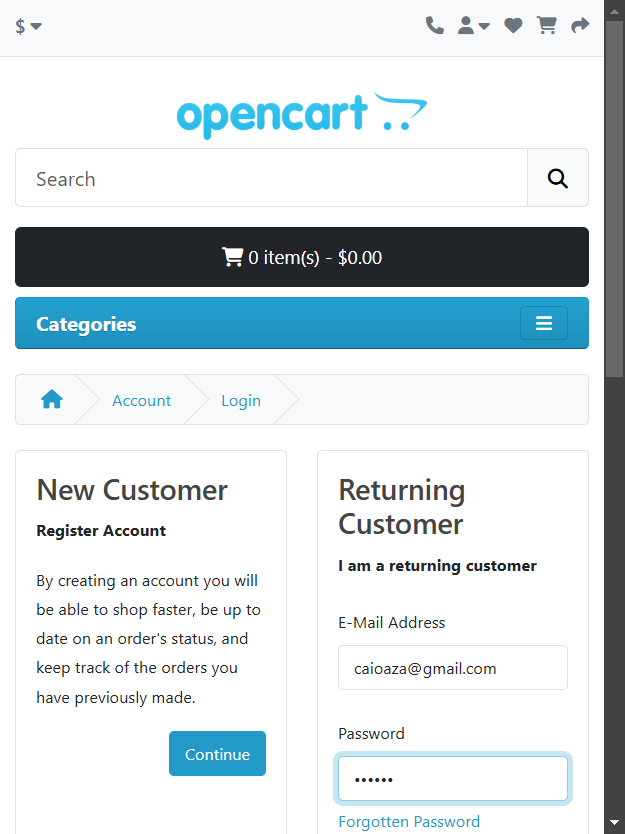 $
opencart
Search
0 item(s) - $0.00
Categories
Account
Login
New Customer
Register Account
By creating an account you will
be able to shop faster, be up to
date on an order's status, and
keep track of the orders you
have previously made.
Continue
Returning
Customer
I am a returning customer
E-Mail Address
caioaza@gmail.com
Password
••••••
Forgotten Password